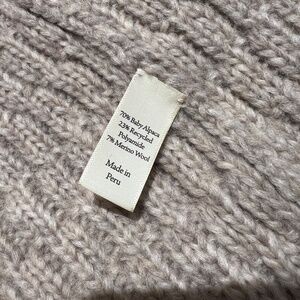 70% Baby Alpaca
23% Recycled
Polyamide
7% Merino Wool
Made in
Peru